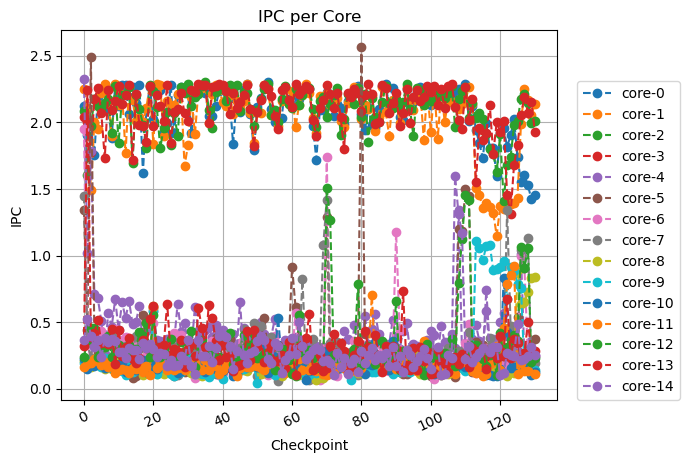 IPC per Core
IPC
2.5
2.0
1.5
1.0
0.5
0.0
0
20
40
60
80
100
120
Checkpoint
core-0
core-1
core-2
core-3
core-4
core-5
core-6
core-7
core-8
core-9
core-10
core-11
core-12
core-13
core-14